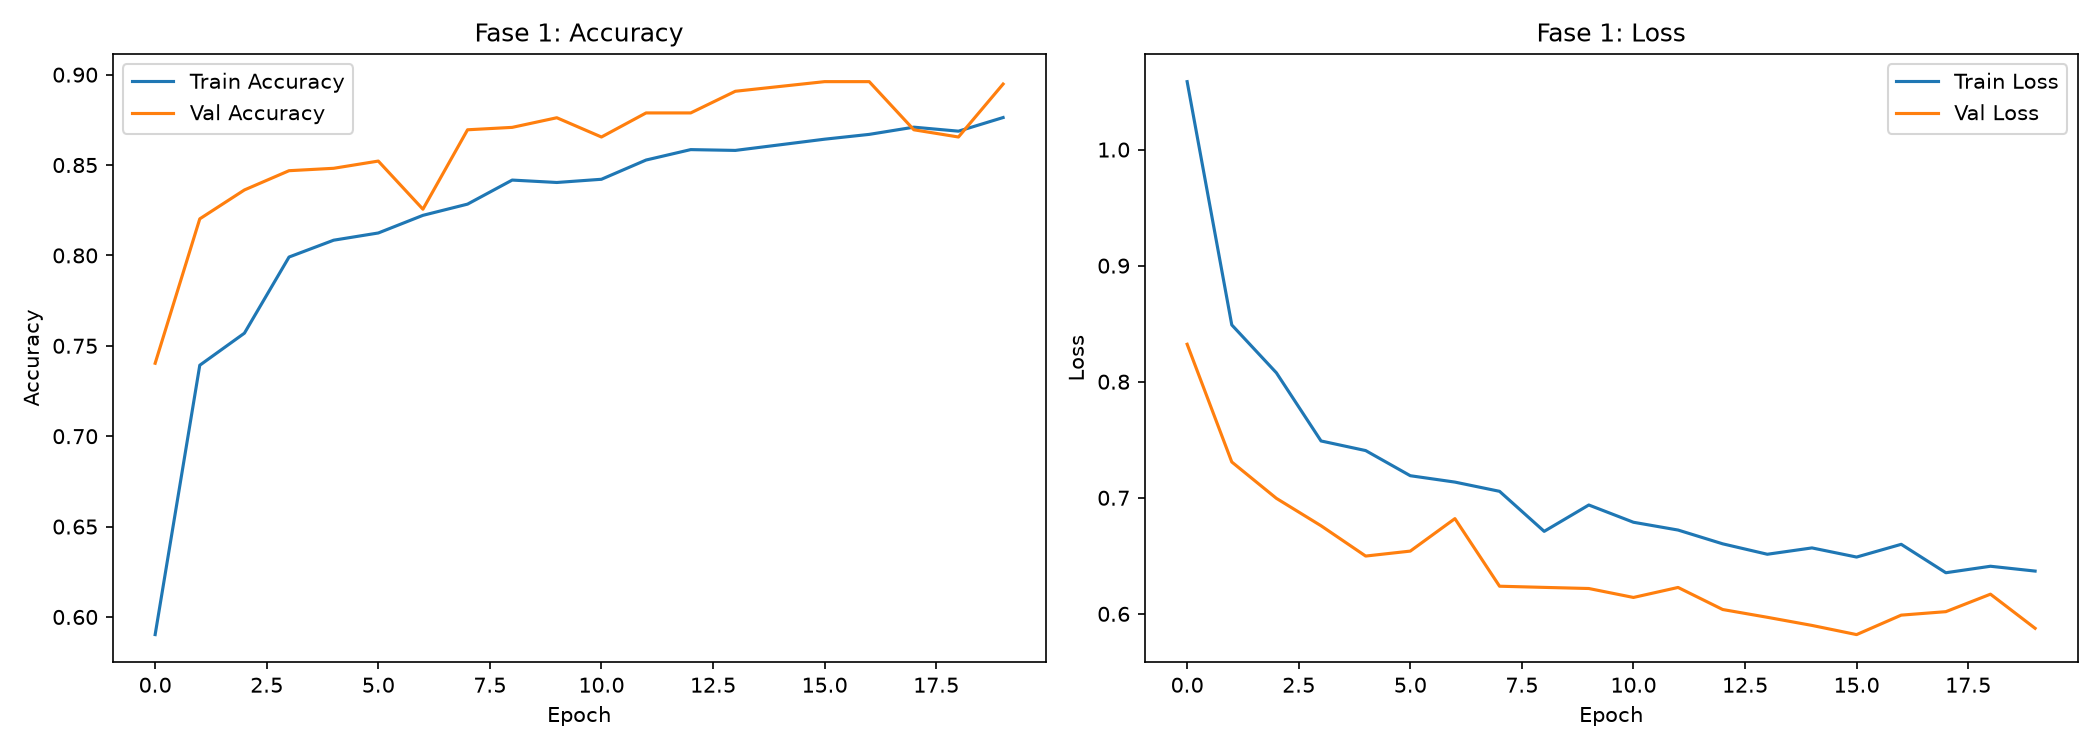 Fase 1: Accuracy
Train Accuracy
Val Accuracy
Accuracy
0.90
0.85
0.80
0.75
0.70
0.65
0.60
0.0 2.5 5.0 7.5 10.0 12.5 15.0 17.5
Epoch
Fase 1: Loss
Train Loss
Val Loss
Loss
1.0
0.9
0.8
0.7
0.6
0.0 2.5 5.0 7.5 10.0 12.5 15.0 17.5
Epoch